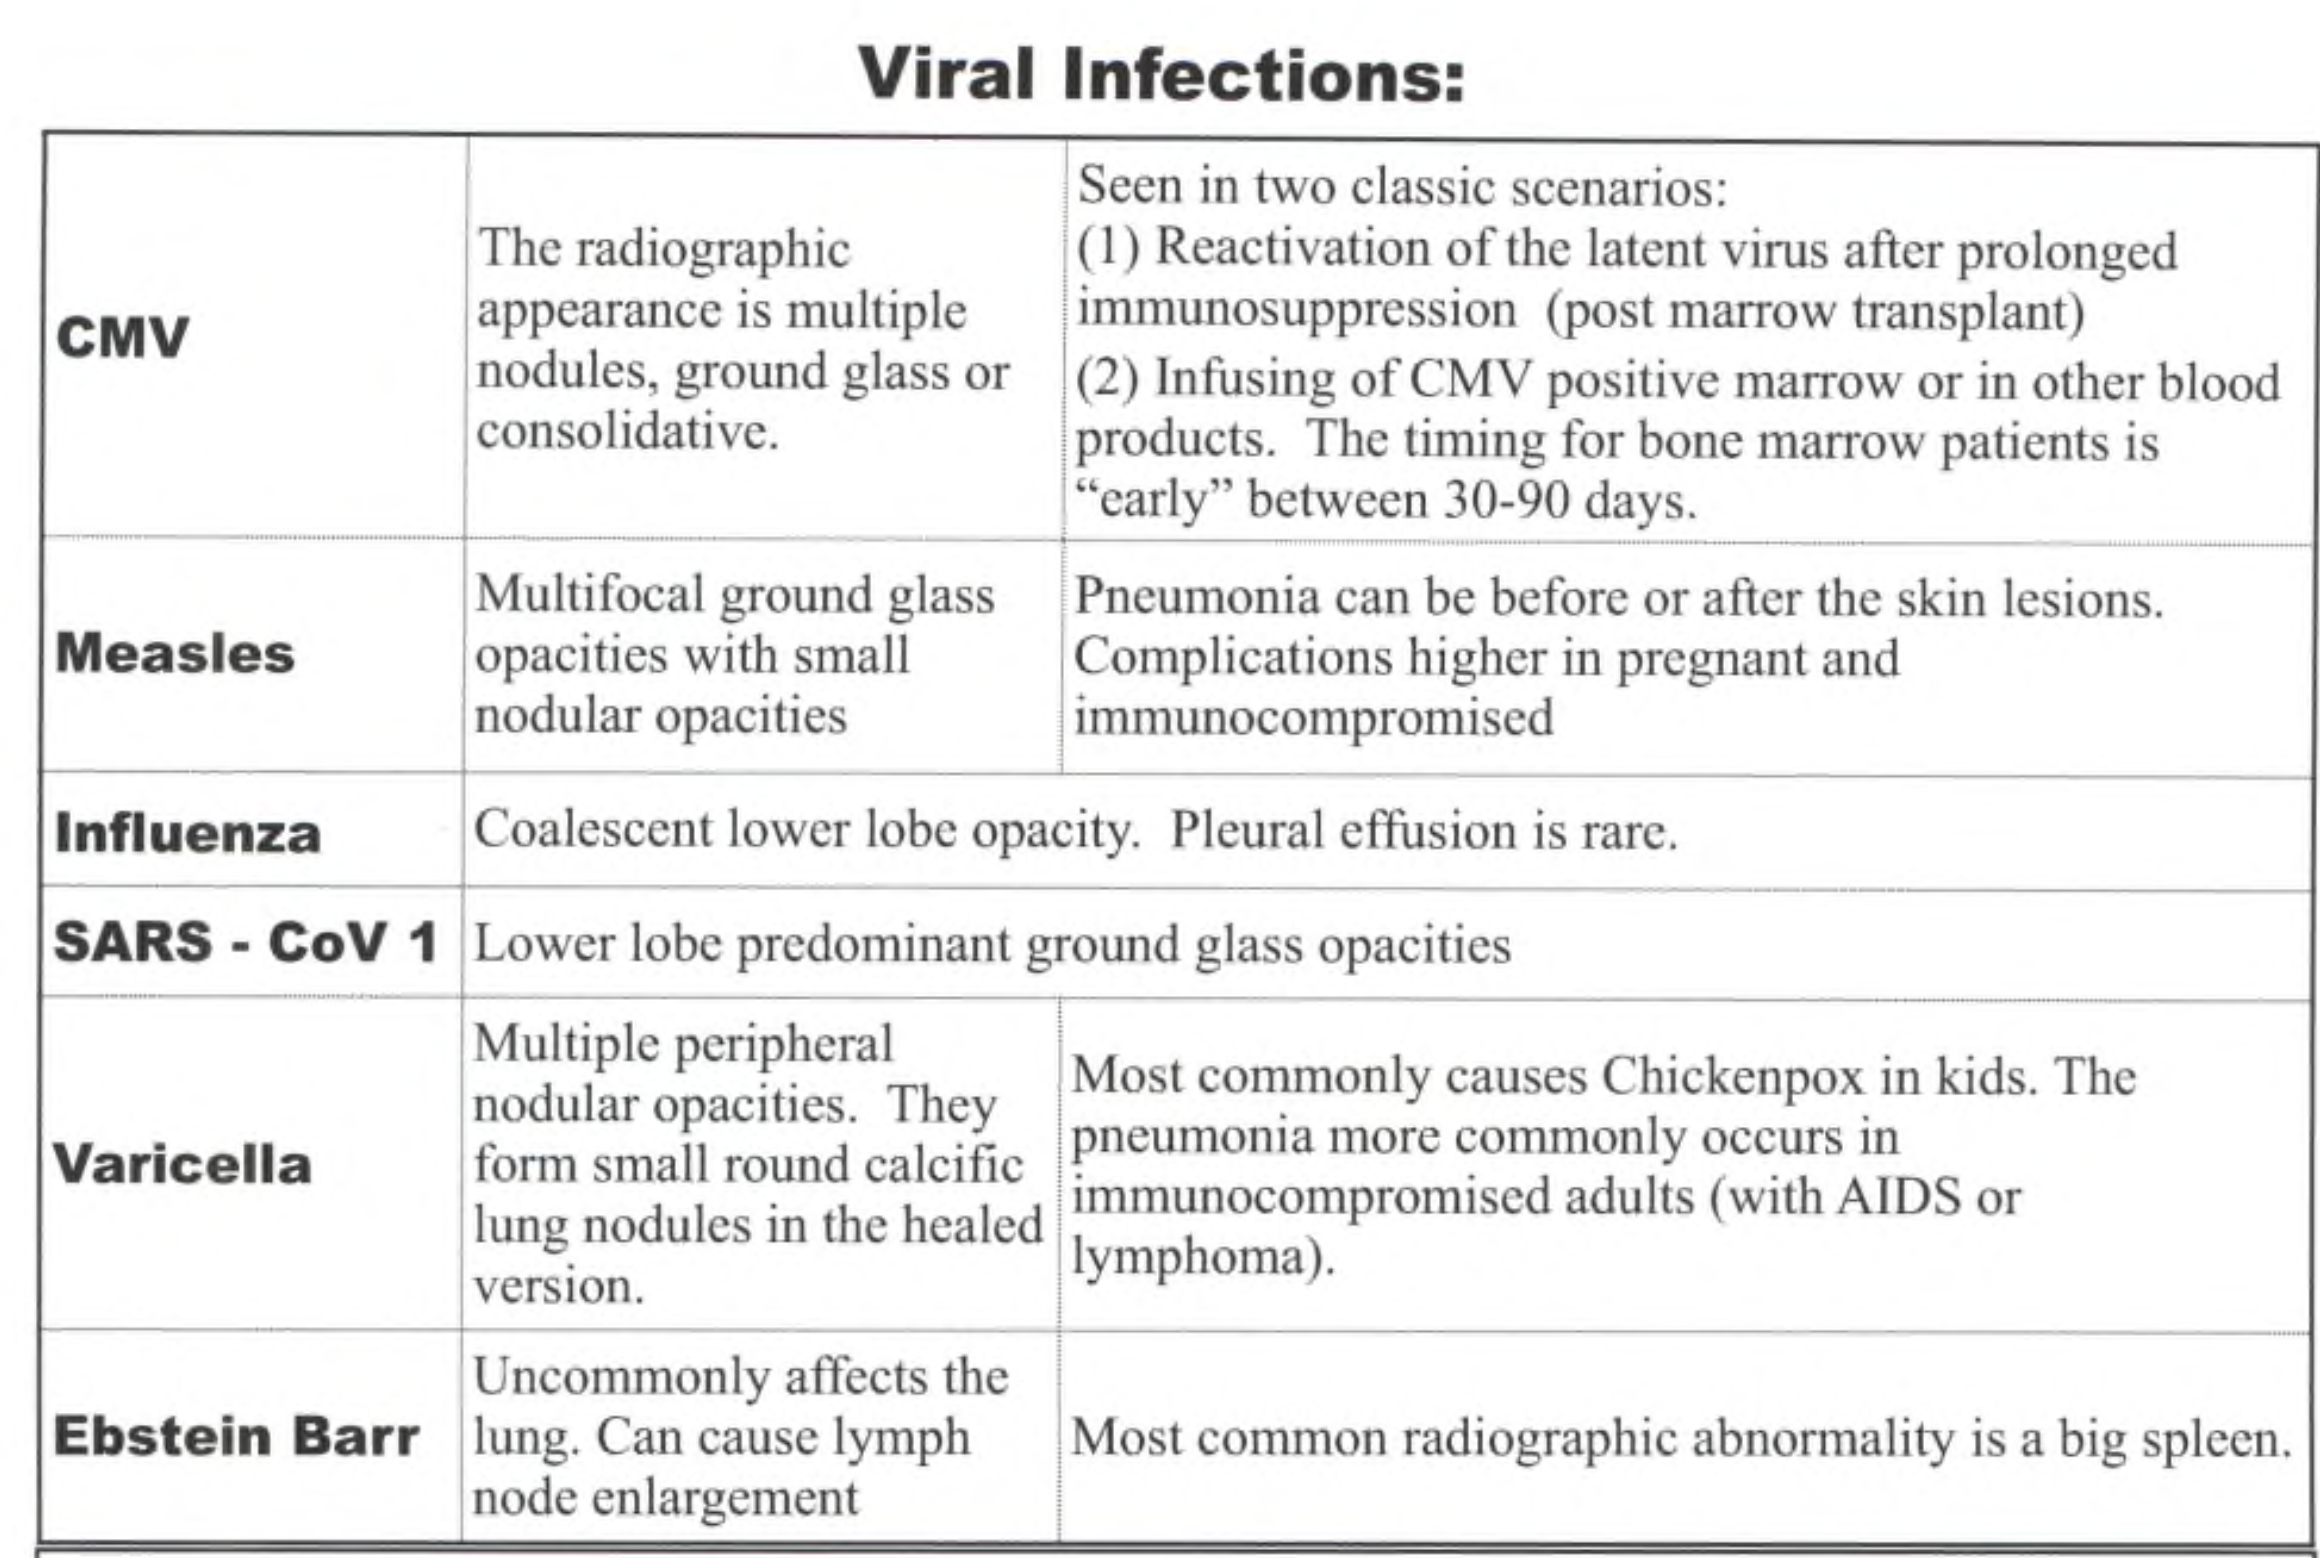 Viral Infections:
CMV
The radiographic
appearance is multiple
nodules, ground glass or
consolidative.
Seen in two classic scenarios:
(1) Reactivation of the latent virus after prolonged
immunosuppression (post marrow transplant)
(2) Infusing of CMV positive marrow or in other blood
products. The timing for bone marrow patients is
“early” between 30-90 days.
Measles
Multifocal ground glass
opacities with small
nodular opacities
Pneumonia can be before or after the skin lesions.
Complications higher in pregnant and
immunocompromised
Influenza
Coalescent lower lobe opacity. Pleural effusion is rare.
SARS - CoV 1
Lower lobe predominant ground glass opacities
Varicella
Multiple peripheral
nodular opacities. They
form small round calcific
lung nodules in the healed
version.
Most commonly causes Chickenpox in kids. The
pneumonia more commonly occurs in
immunocompromised adults (with AIDS or
lymphoma).
Ebstein Barr
Uncommonly affects the
lung. Can cause lymph
node enlargement
Most common radiographic abnormality is a big spleen.